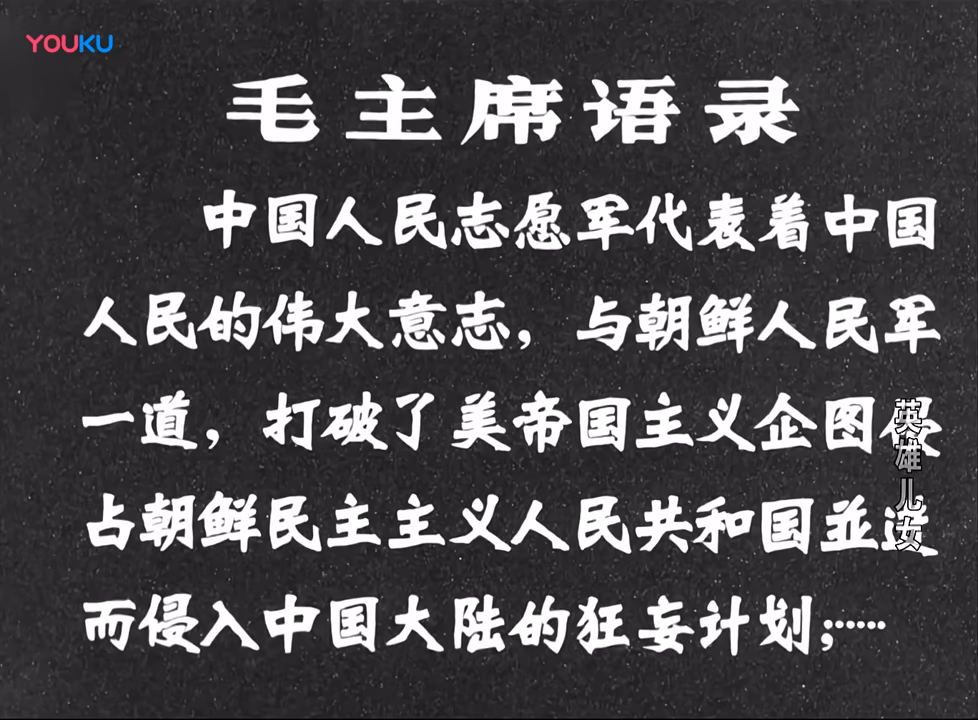 YOUKU
毛主席语录
中国人民志愿军代表着中国
人民的伟大意志，与朝鲜人民军
一道，打破了美帝国主义企图侵
占朝鲜民主主义人民共和国並进
而侵入中国大陆的狂妄计划；……
英雄儿女